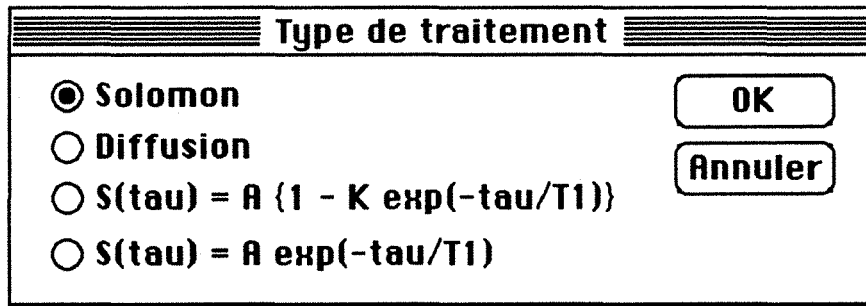 Type de traitement
Solomon
OK
Diffusion
Annuler
S(tau) = A {1 - K exp(-tau/T1)}
S(tau) = A exp(-tau/T1)